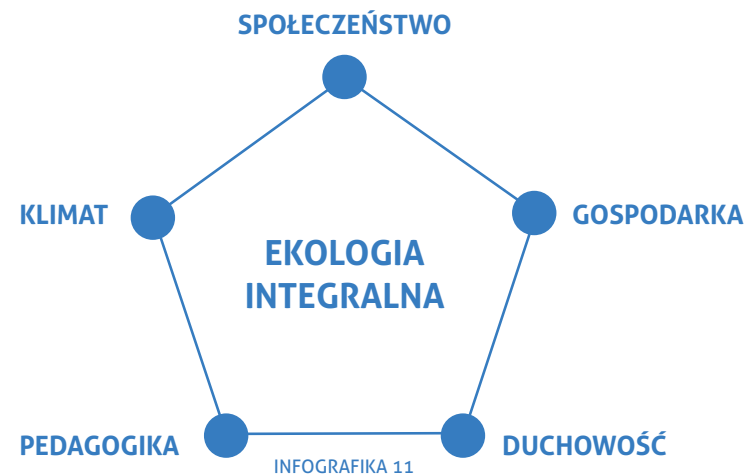 SPOŁECZEŃSTWO
KLIMAT
GOSPODARKA
EKOLOGIA
INTEGRALNA
PEDAGOGIKA
DUCHOWOŚĆ
INFOGRAFIKA 11